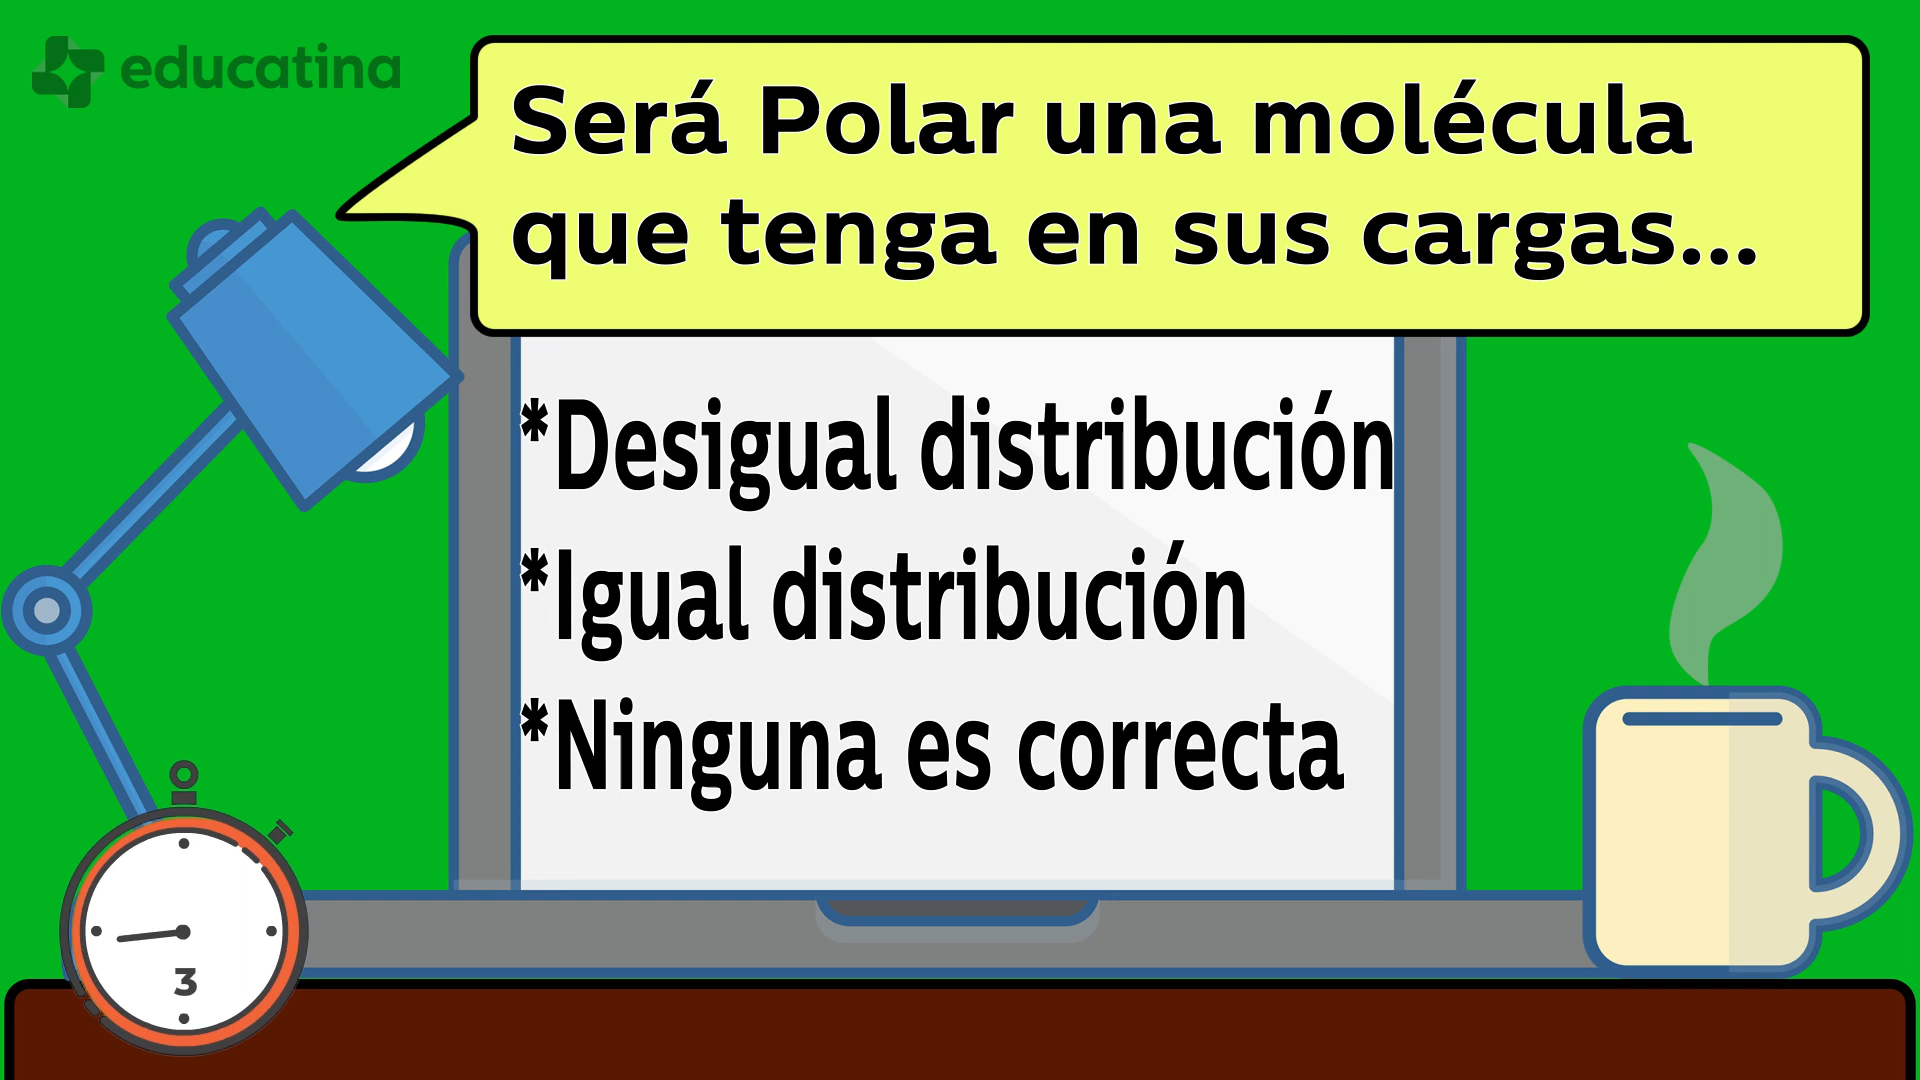 educatina
Será Polar una molécula
que tenga en sus cargas...
*Desigual distribución
*Igual distribución
*Ninguna es correcta
3